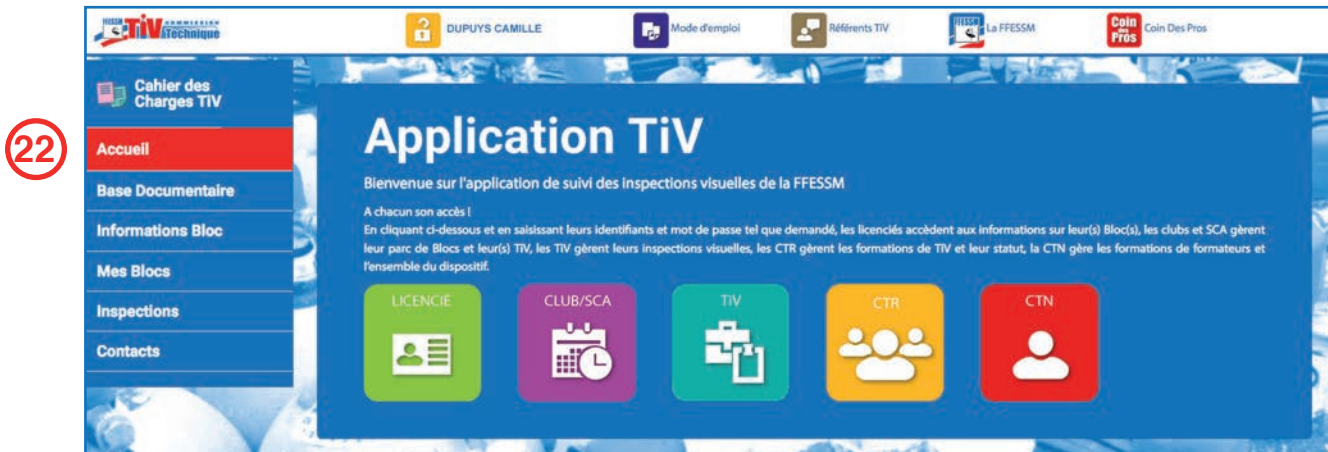 FFESSM TiV COMMISSION Technique
DUPUYS CAMILLE
Mode d'emploi
Référents TIV
FFESSM La FFESSM
Coin des Pros Coin Des Pros
Cahier des
Charges TIV
22
Accueil
Base Documentaire
Informations Bloc
Mes Blocs
Inspections
Contacts
Application TiV
Bienvenue sur l'application de suivi des inspections visuelles de la FFESSM
A chacun son accès !
En cliquant ci-dessous et en saisissant leurs identifiants et mot de passe tel que demandé, les licenciés accèdent aux informations sur leur(s) Bloc(s), les clubs et SCA gèrent
leur parc de Blocs et leur(s) TiV, les TiV gèrent leurs inspections visuelles, les CTR gèrent les formations de TiV et leur statut, la CTN gère les formations de formateurs et
l'ensemble du dispositif.
LICENCIÉ
CLUB/SCA
TiV
CTR
CTN